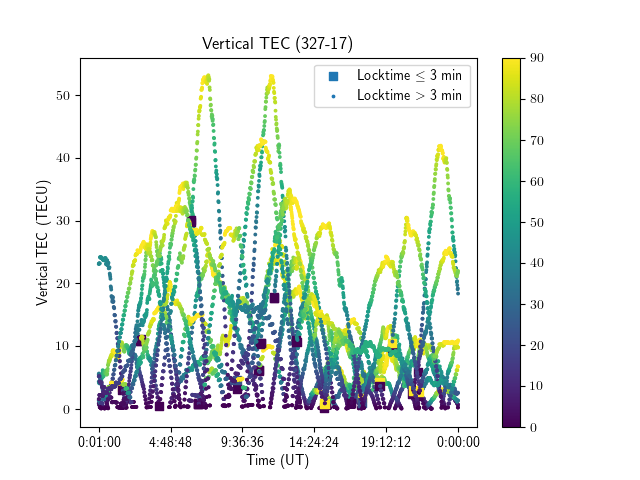 Vertical TEC (327-17)
Locktime ≤ 3 min
Locktime > 3 min
Vertical TEC (TECU)
50
40
30
20
10
0
0:01:00 4:48:48 9:36:36 14:24:24 19:12:12 0:00:00
Time (UT)
90
80
70
60
50
40
30
20
10
0